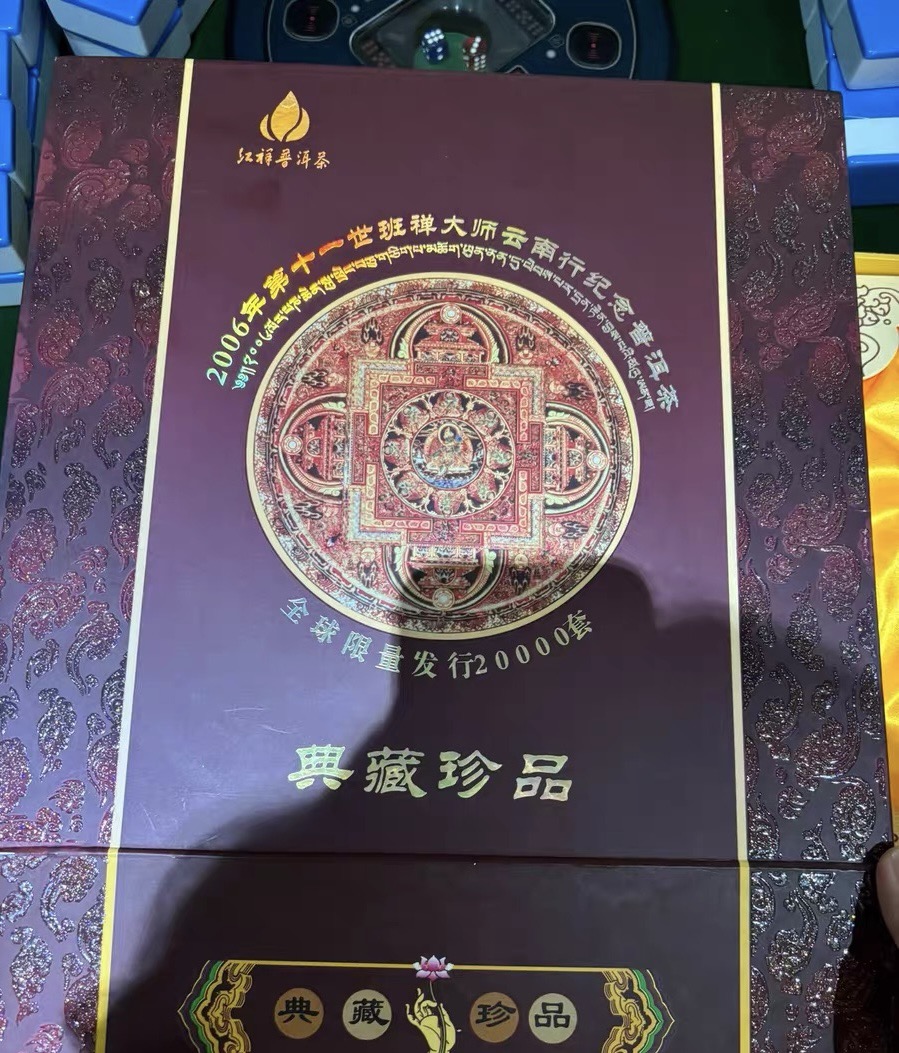 红祥普洱茶
2006年第十一世班禅大师云南行纪念普洱茶
全球限量发行20000套
典藏珍品
典藏珍品